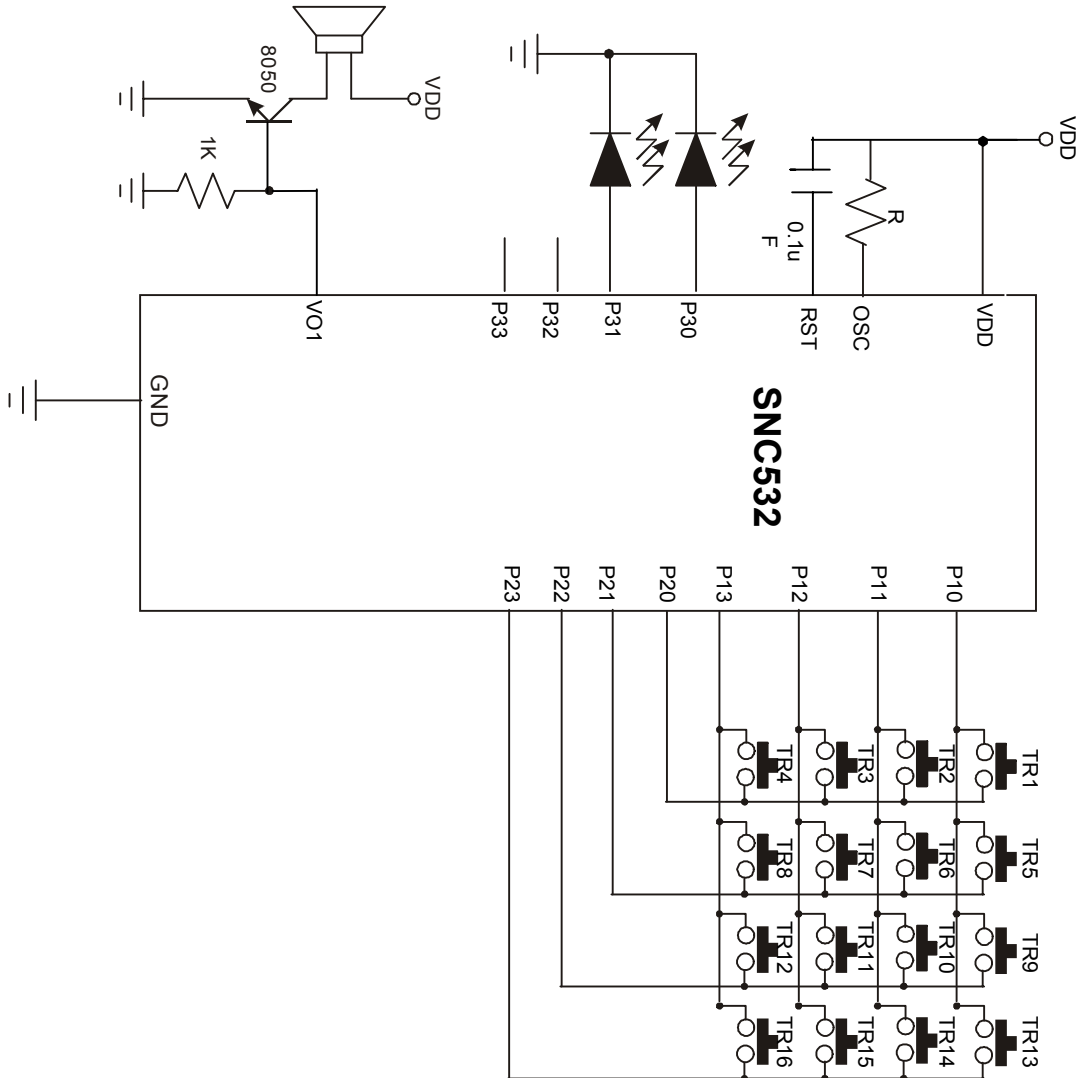 VDD
VDD
8050
1K
R
0.1u
F
VO1
P33
P32
P31
P30
RST
OSC
VDD
GND
SNC532
P23
P22
P21
P20
P13
P12
P11
P10
TR4
TR3
TR2
TR1
TR8
TR7
TR6
TR5
TR12
TR11
TR10
TR9
TR16
TR15
TR14
TR13